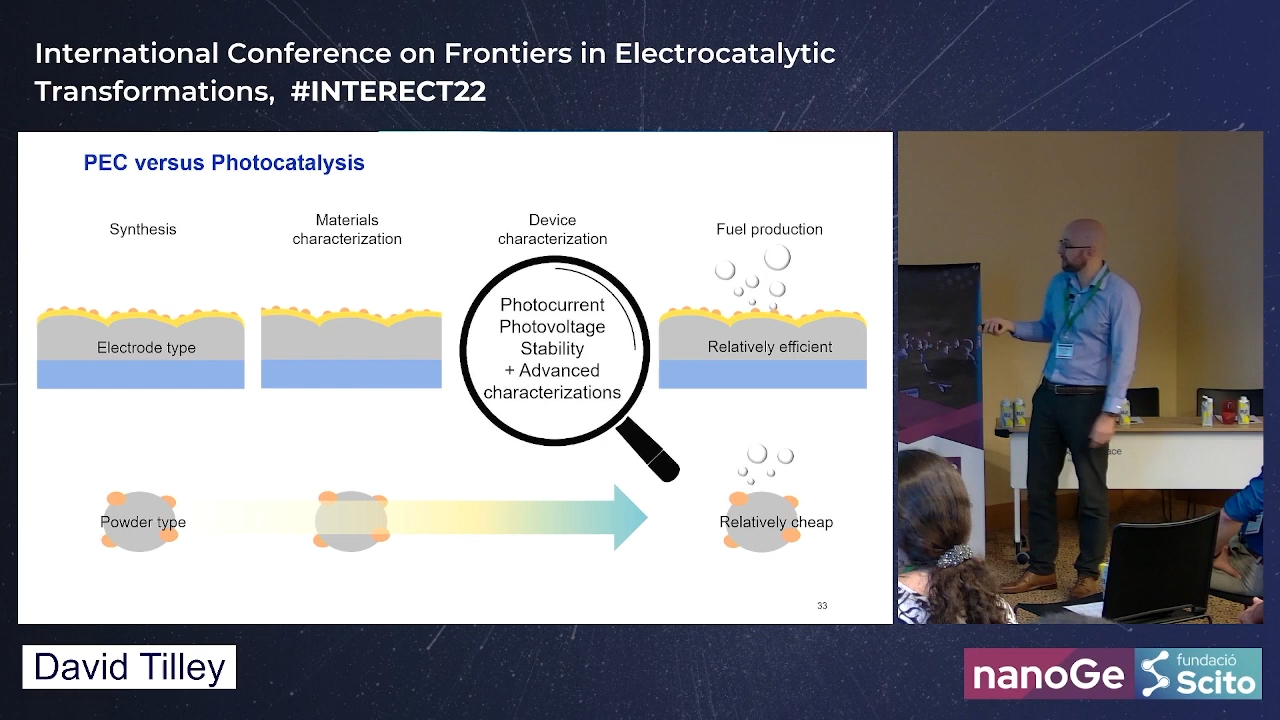 International Conference on Frontiers in Electrocatalytic
Transformations, #INTERECT22
PEC versus Photocatalysis
Synthesis
Materials
characterization
Device
characterization
Fuel production
Electrode type
Photocurrent
Photovoltage
Stability
+ Advanced
characterizations
Relatively efficient
Powder type
Relatively cheap
33
David Tilley
nanoGe
fundació
Scito